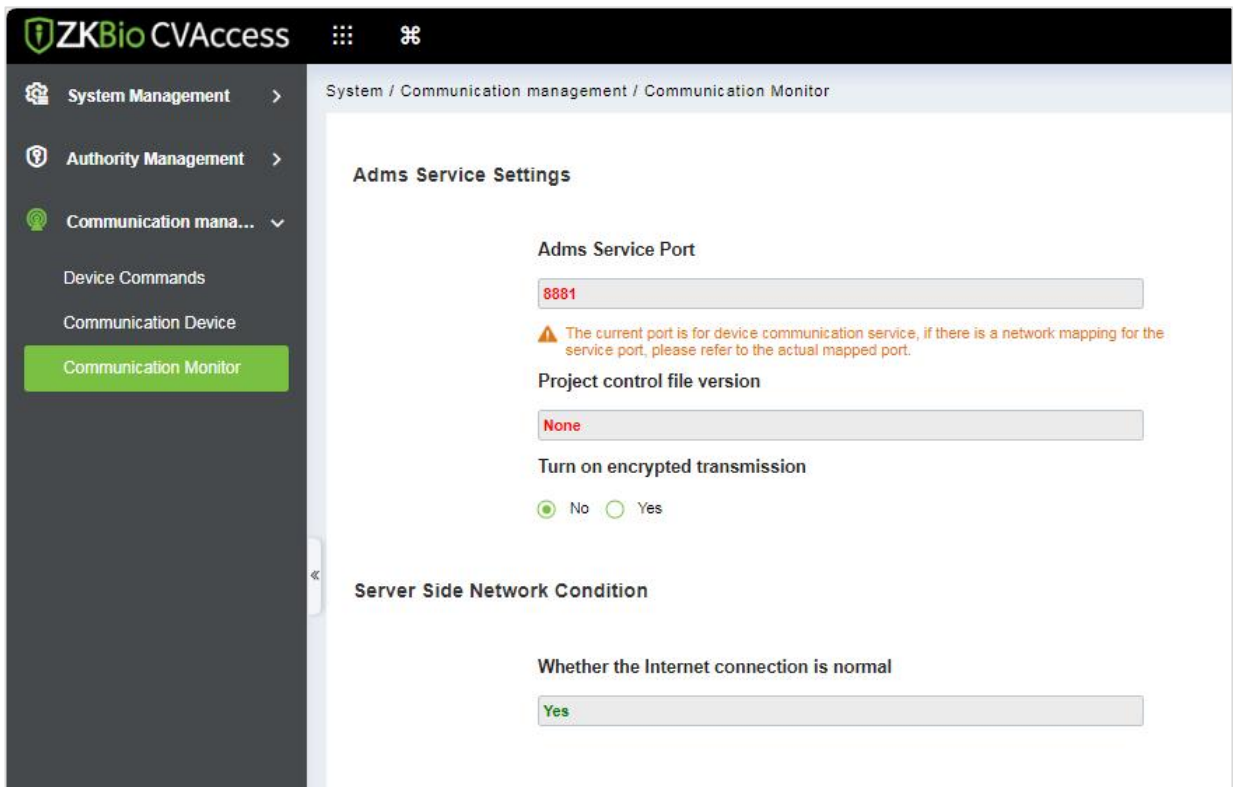 ZKBio CVAccess
System Management
Authority Management
Communication mana...
Device Commands
Communication Device
Communication Monitor
System / Communication management / Communication Monitor
Adms Service Settings
Adms Service Port
8881
The current port is for device communication service, if there is a network mapping for the
service port, please refer to the actual mapped port.
Project control file version
None
Turn on encrypted transmission
No Yes
Server Side Network Condition
Whether the Internet connection is normal
Yes